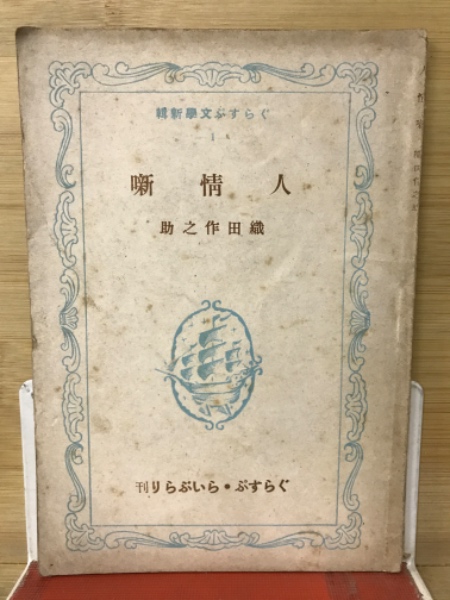 ぐらすぷ文學新輯
1
人情噺
織田作之助
ぐらすぷ・らいぶらり刊